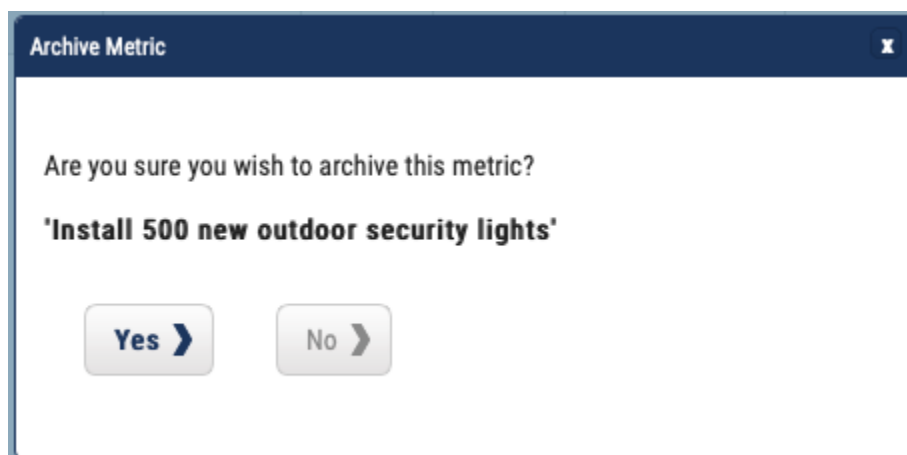 Archive Metric x
Are you sure you wish to archive this metric?
'Install 500 new outdoor security lights'
Yes ❯ No ❯